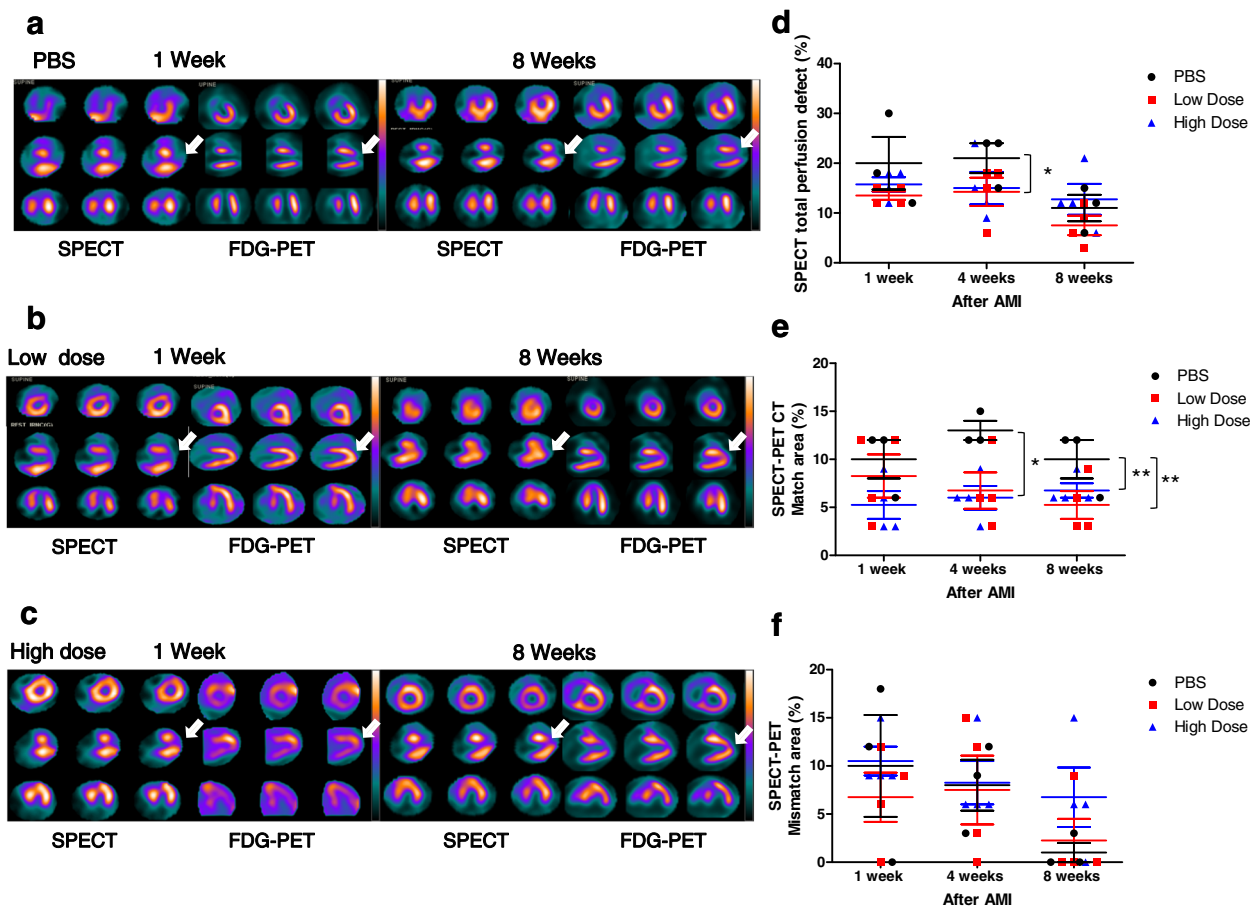 a
PBS 1 Week 8 Weeks
SUPINE UPINE SUPINE SUPINE
SPECT FDG-PET SPECT FDG-PET
b
Low dose 1 Week 8 Weeks
SUPINE SUPINE SUPINE
SPECT FDG-PET SPECT FDG-PET
c
High dose 1 Week 8 Weeks
SPECT FDG-PET SPECT FDG-PET
d
SPECT total perfusion defect (%)
40
30
20
10
0
*
1 week 4 weeks 8 weeks
After AMI
PBS
Low Dose
High Dose
e
SPECT-PET CT
Match area (%)
20
15
10
5
0
* ** **
1 week 4 weeks 8 weeks
After AMI
PBS
Low Dose
High Dose
f
SPECT-PET
Mismatch area (%)
20
15
10
5
0
1 week 4 weeks 8 weeks
After AMI
PBS
Low Dose
High Dose